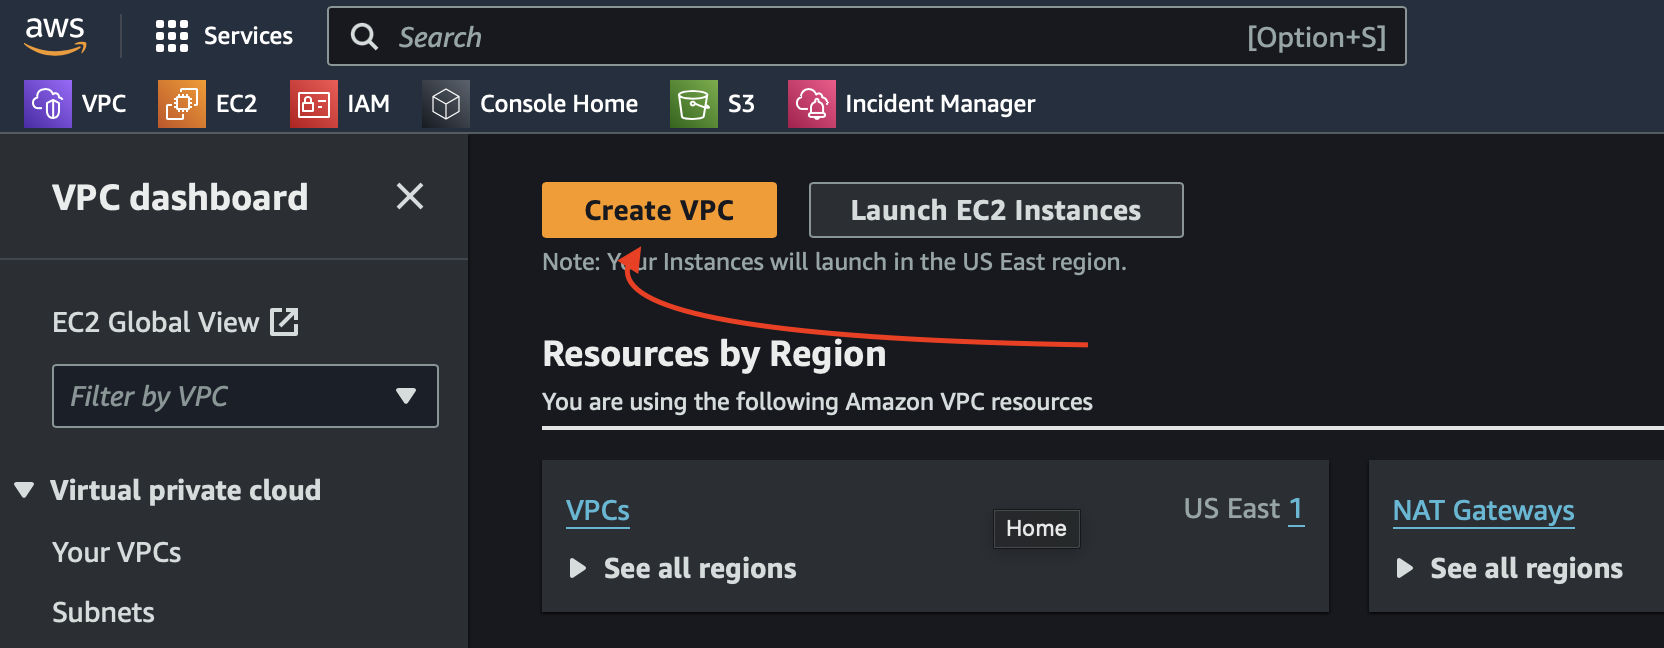 aws
Services
Search
[Option+S]
VPC
EC2
IAM
Console Home
S3
Incident Manager
VPC dashboard
Create VPC
Launch EC2 Instances
Note: Your Instances will launch in the US East region.
EC2 Global View
Filter by VPC
Resources by Region
You are using the following Amazon VPC resources
Virtual private cloud
Your VPCs
Subnets
VPCs
US East 1
Home
See all regions
NAT Gateways
See all regions